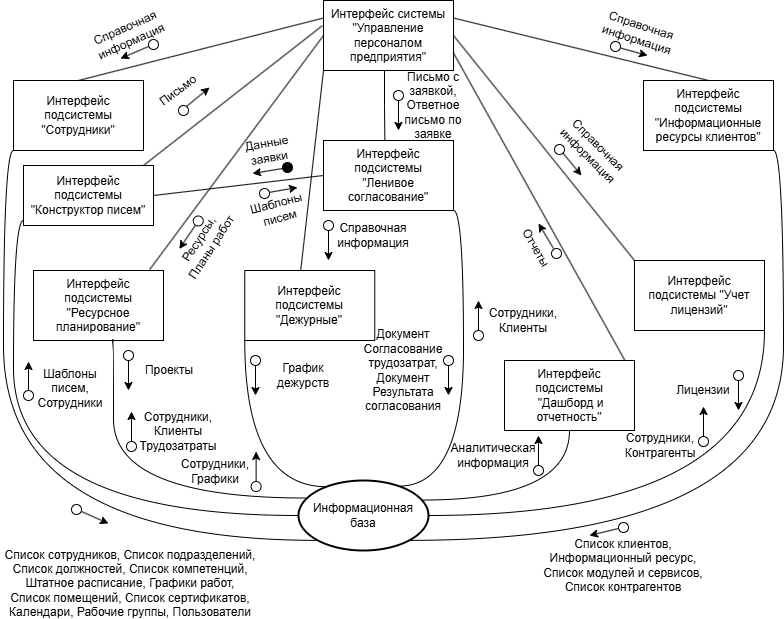 Интерфейс системы
"Управление
персоналом
предприятия"
Справочная
информация
Справочная
информация
Интерфейс
подсистемы
"Сотрудники"
Письмо
Письмо с
заявкой,
Ответное
письмо по
заявке
Интерфейс
подсистемы
"Информационные
ресурсы клиентов"
Данные
заявки
Справочная
информация
Интерфейс
подсистемы
"Конструктор писем"
Интерфейс
подсистемы
"Ленивое
согласование"
Шаблоны
писем
Ресурсы,
Планы работ
Справочная
информация
Отчеты
Интерфейс
подсистемы
"Ресурсное
планирование"
Интерфейс
подсистемы
"Дежурные"
Интерфейс
подсистемы "Учет
лицензий"
Сотрудники,
Клиенты
Шаблоны
писем,
Сотрудники
Проекты
График
дежурств
Документ
Согласование
трудозатрат,
Документ
Результата
согласования
Интерфейс
подсистемы
"Дашборд и
отчетность"
Лицензии
Сотрудники,
Клиенты
Трудозатраты
Сотрудники,
Контрагенты
Сотрудники,
Графики
Аналитическая
информация
Информационная
база
Список сотрудников, Список подразделений,
Список должностей, Список компетенций,
Штатное расписание, Графики работ,
Список помещений, Список сертификатов,
Календари, Рабочие группы, Пользователи
Список клиентов,
Информационный ресурс,
Список модулей и сервисов,
Список контрагентов